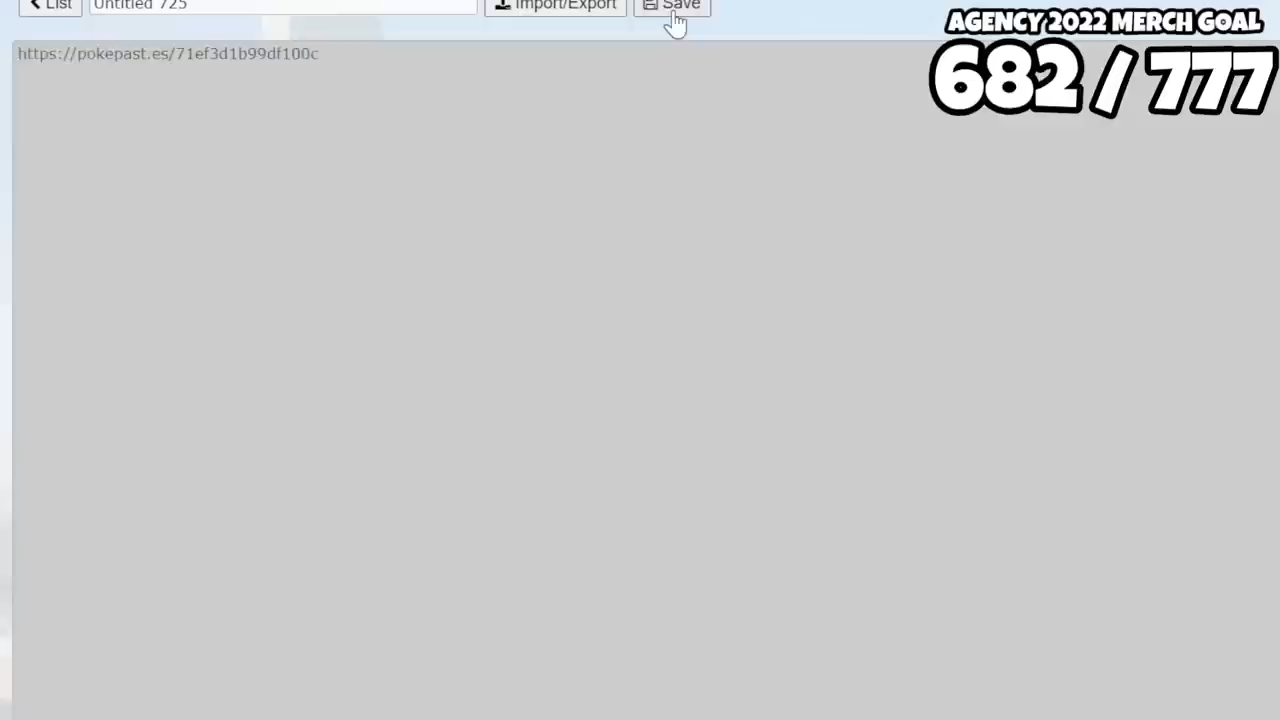 List
Untitled 725
Import/Export
Save
AGENCY 2022 MERCH GOAL
682 / 777
https://pokepast.es/71ef3d1b99df100c